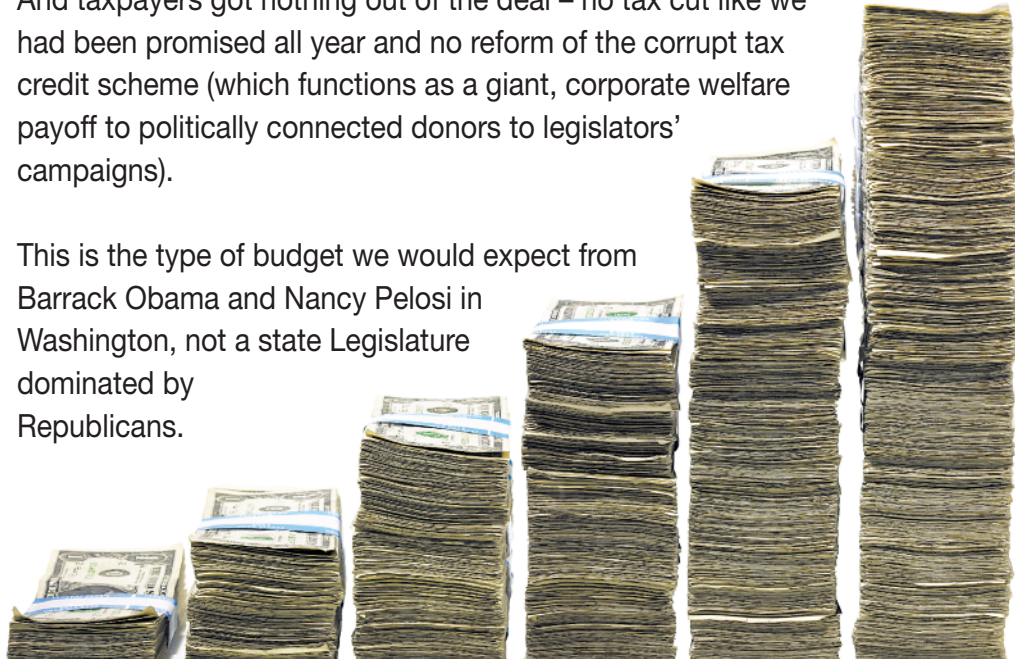 And taxpayers got nothing out of the deal – no tax cut like we
had been promised all year and no reform of the corrupt tax
credit scheme (which functions as a giant, corporate welfare
payoff to politically connected donors to legislators’
campaigns).
This is the type of budget we would expect from
Barrack Obama and Nancy Pelosi in
Washington, not a state Legislature
dominated by
Republicans.